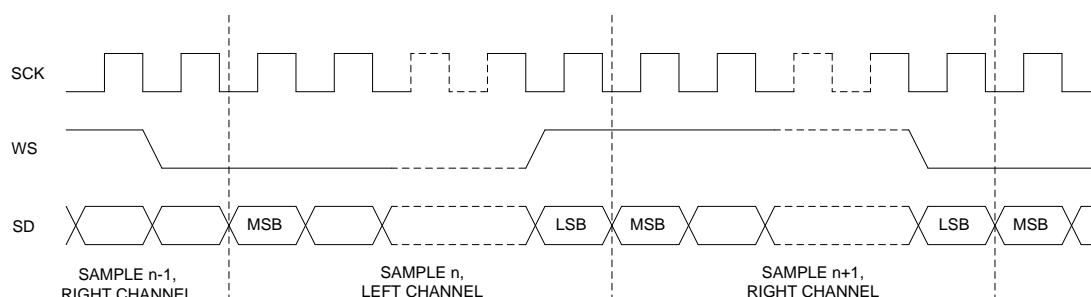 SCK
WS
SD
MSB
LSB
MSB
LSB
MSB
SAMPLE n-1,
RIGHT CHANNEL
SAMPLE n,
LEFT CHANNEL
SAMPLE n+1,
RIGHT CHANNEL